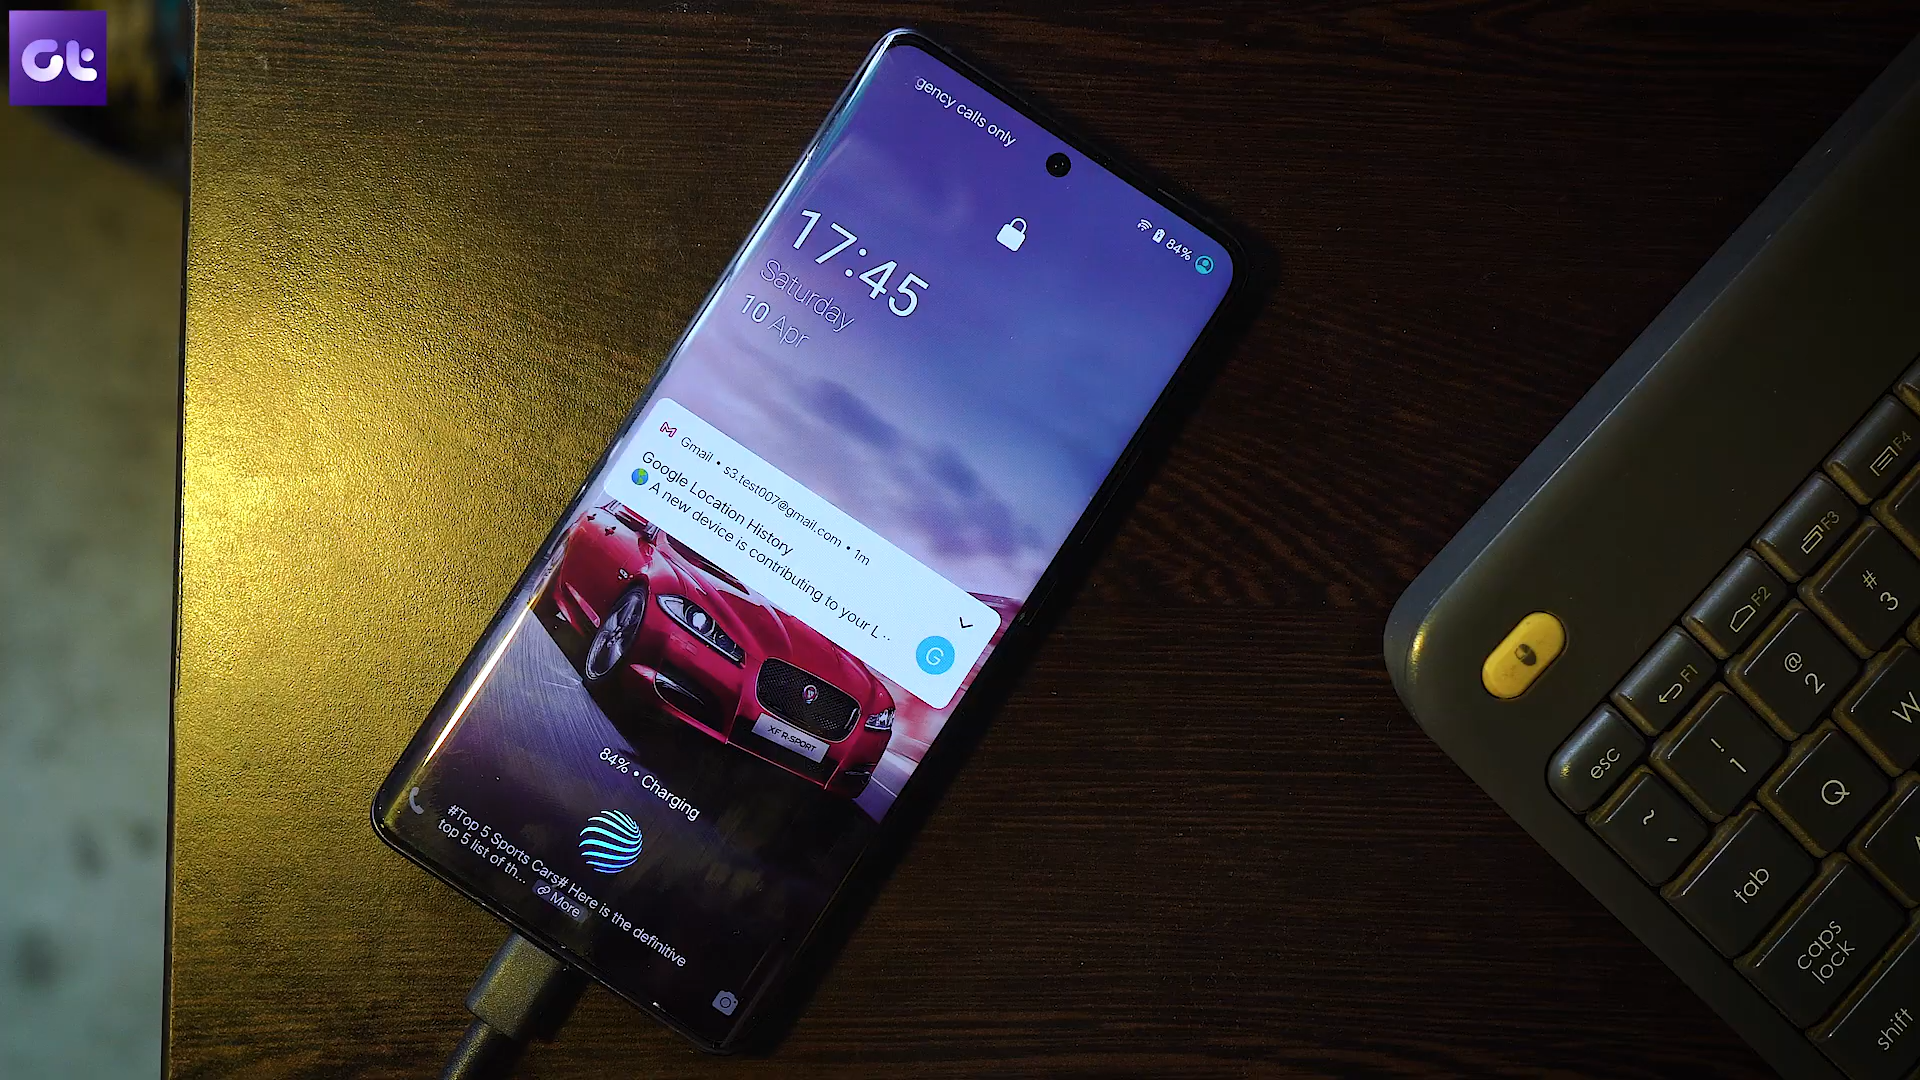 Gt
gency calls only
84%
17:45
Saturday
10 Apr
Gmail • s3.test007@gmail.com • 1m
Google Location History
A new device is contributing to your L...
G
XF R-SPORT
84% • Charging
#Top 5 Sports Cars# Here is the definitive
top 5 list of th...
More
F4
F3
F2
F1
esc
#
3
@
2
!
1
~
`
W
Q
tab
A
caps
lock
shift